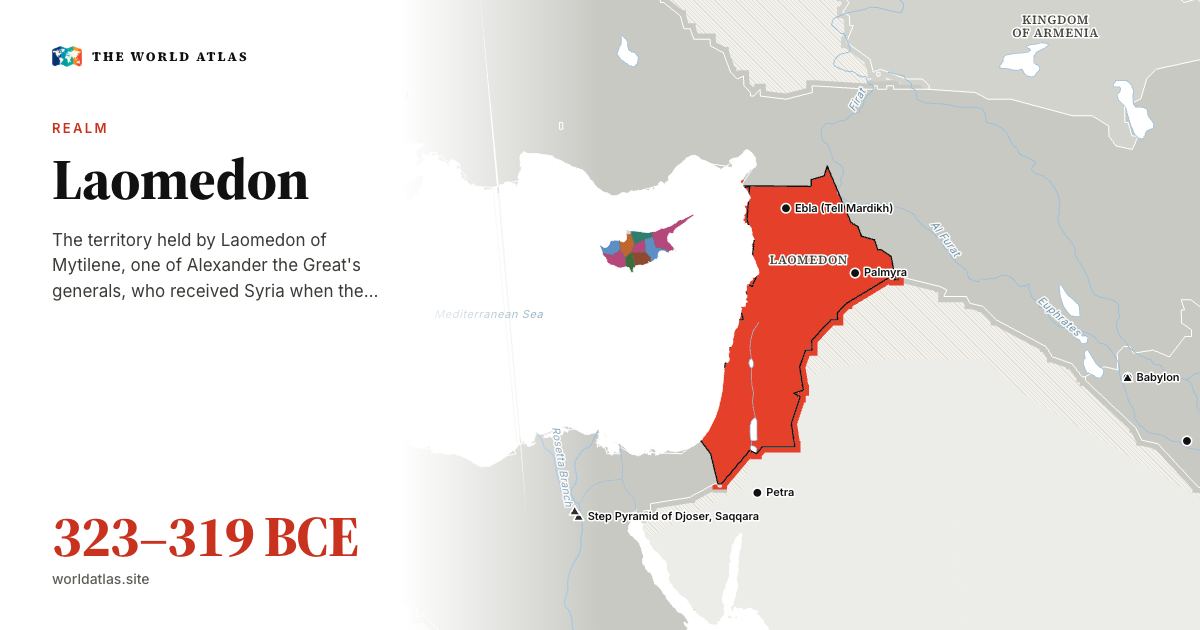 THE WORLD ATLAS
REALM
Laomedon
The territory held by Laomedon of
Mytilene, one of Alexander the Great's
generals, who received Syria when the...
323–319 BCE
worldatlas.site
KINGDOM
OF ARMENIA
Firat
Ebla (Tell Mardikh)
Al Furat
LAOMEDON
Palmyra
Mediterranean Sea
Euphrates
Babylon
Rosetta Branch
Petra
Step Pyramid of Djoser, Saqqara